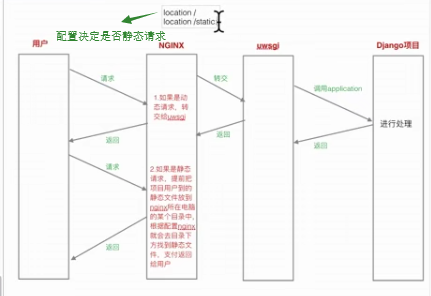 location /
location /static
配置决定是否静态请求
用户
NGINX
uwsgi
Django项目
请求
转交
调用application
1.如果是动
态请求，转
交给uwsgi
进行处理
返回
返回
返回
请求
2.如果是静态
请求，提前把
项目用户到的
静态文件放到
nginx所在电脑
的某个目录中,
根据配置nginx
就会去目录下
方找到静态文
件，支付返回
给用户
返回